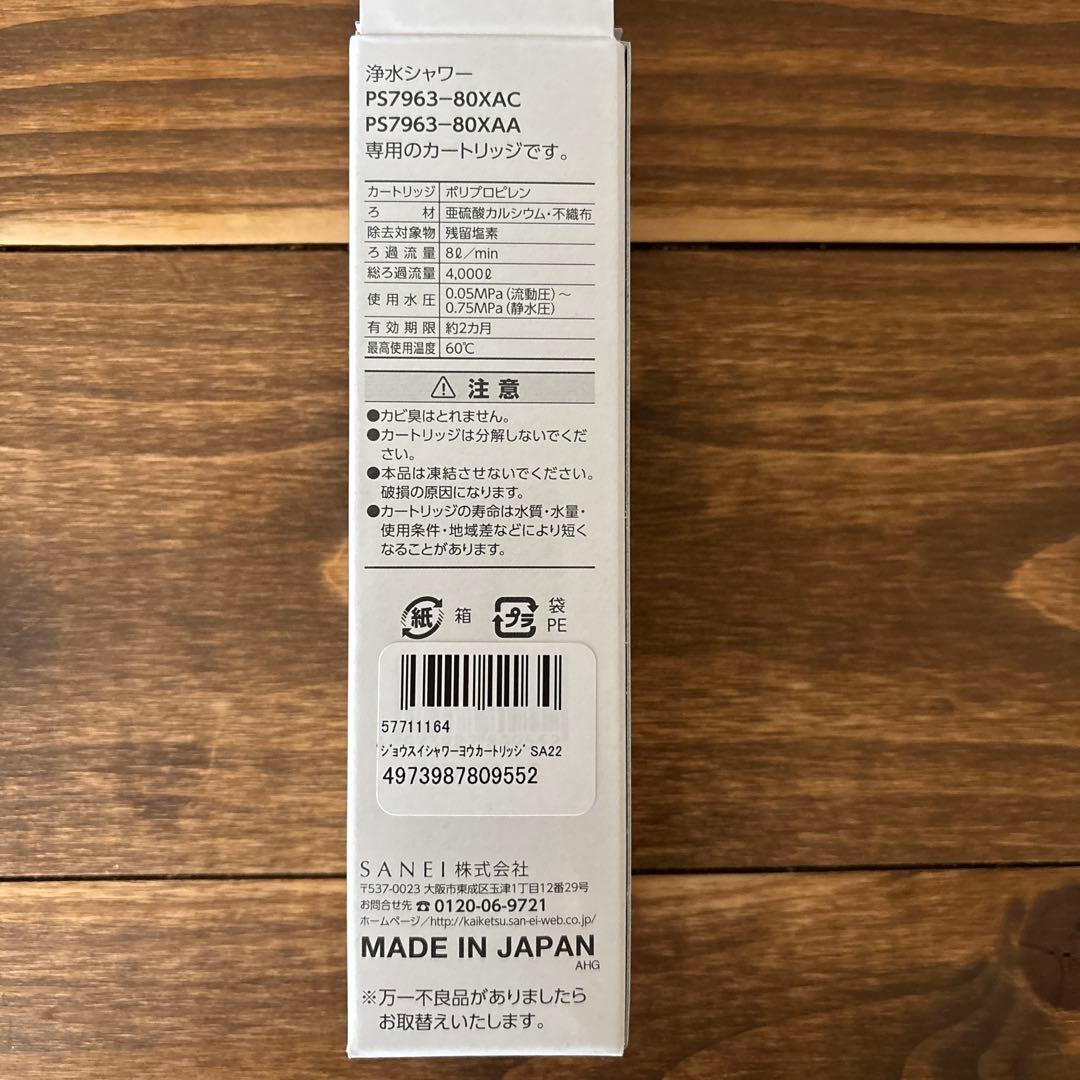 浄水シャワー
PS7963-80XAC
PS7963-80XAA
専用のカートリッジです。
カートリッジ ポリプロピレン
ろ材 亜硫酸カルシウム・不織布
除去対象物 残留塩素
ろ過流量 8ℓ/min
総ろ過流量 4,000ℓ
使用水圧 0.05MPa(流動圧)~
0.75MPa(静水圧)
有効期限 約2カ月
最高使用温度 60℃
⚠注意
●カビ臭はとれません。
●カートリッジは分解しないでくだ
さい。
●本品は凍結させないでください。
破損の原因になります。
●カートリッジの寿命は水質・水量・
使用条件・地域差などにより短く
なることがあります。
紙 箱 プラ 袋
PE
57711164
ｼﾞｮｳｽｲｼｬﾜｰﾖｳｶｰﾄﾘｯｼﾞ SA22
4973987809552
SANEI 株式会社
〒537-0023 大阪市東成区玉津1丁目12番29号
お問合せ先 ☎ 0120-06-9721
ホームページ/http://kaiketsu.san-ei-web.co.jp/
MADE IN JAPAN
AHG
※万一不良品がありましたら
お取替えいたします。